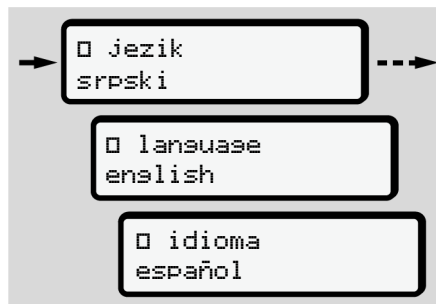 □ jezik
srpski
□ language
english
□ idioma
español